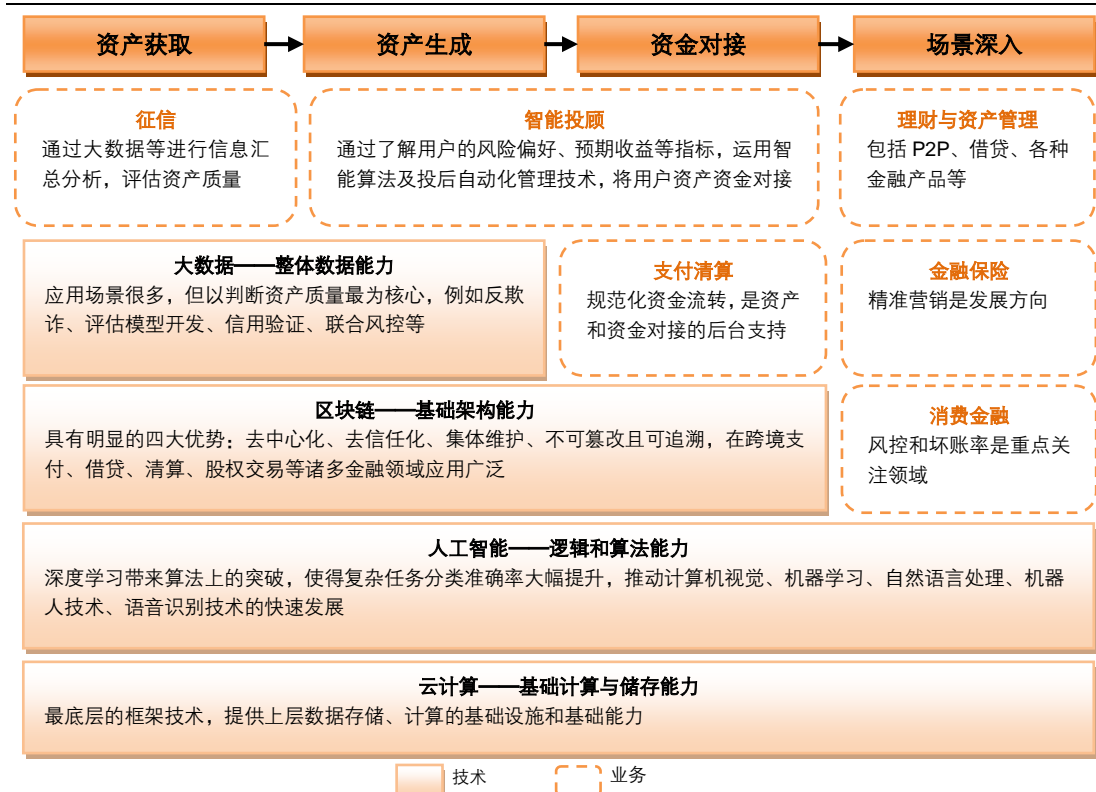 资产获取
资产生成
资金对接
场景深入
征信
通过大数据等进行信息汇
总分析，评估资产质量
智能投顾
通过了解用户的风险偏好、预期收益等指标，运用智
能算法及投后自动化管理技术，将用户资产资金对接
理财与资产管理
包括 P2P、借贷、各种
金融产品等
大数据——整体数据能力
应用场景很多，但以判断资产质量最为核心，例如反欺
诈、评估模型开发、信用验证、联合风控等
支付清算
规范化资金流转，是资产
和资金对接的后台支持
金融保险
精准营销是发展方向
区块链——基础架构能力
具有明显的四大优势：去中心化、去信任化、集体维护、不可篡改且可追溯，在跨境支
付、借贷、清算、股权交易等诸多金融领域应用广泛
消费金融
风控和坏账率是重点关
注领域
人工智能——逻辑和算法能力
深度学习带来算法上的突破，使得复杂任务分类准确率大幅提升，推动计算机视觉、机器学习、自然语言处理、机器
人技术、语音识别技术的快速发展
云计算——基础计算与储存能力
最底层的框架技术，提供上层数据存储、计算的基础设施和基础能力
技术
业务